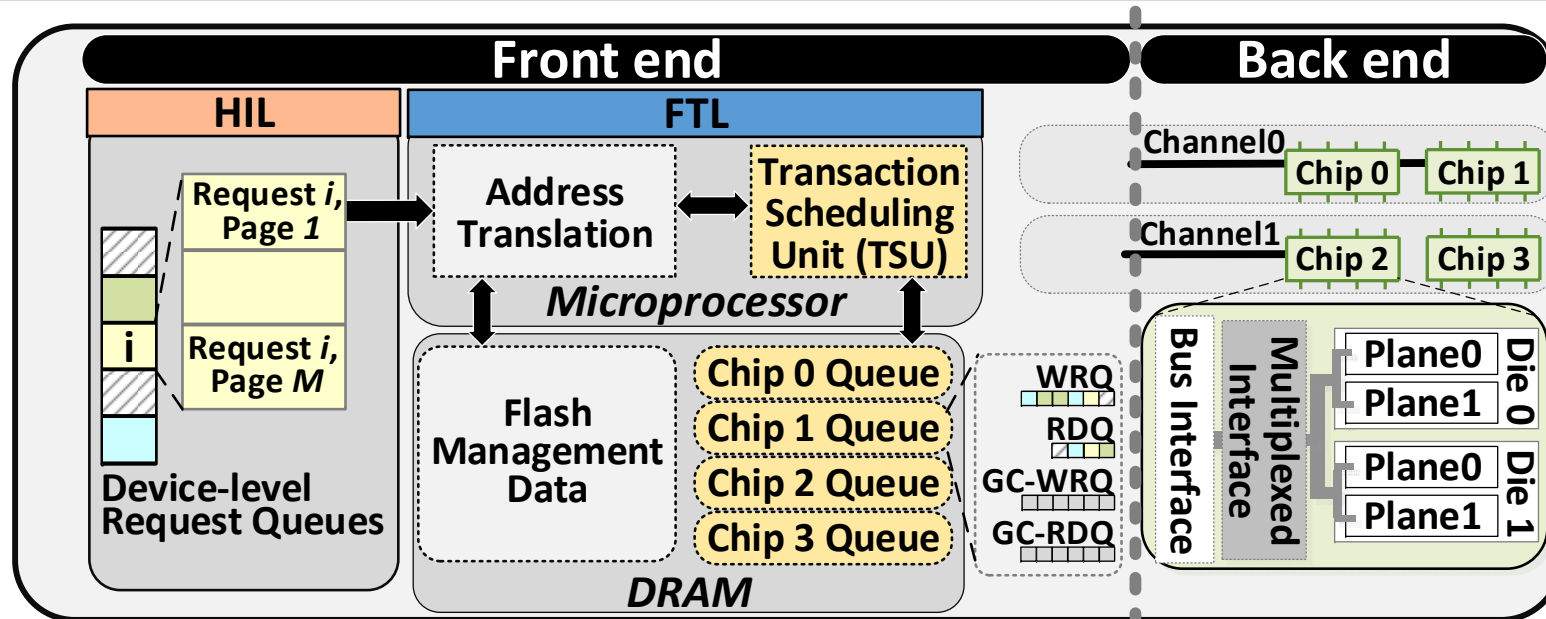 Front end
Back end
HIL
FTL
Request i,
Page 1
Request i,
Page M
i
Device-level
Request Queues
Address
Translation
Transaction
Scheduling
Unit (TSU)
Microprocessor
Flash
Management
Data
Chip 0 Queue
Chip 1 Queue
Chip 2 Queue
Chip 3 Queue
DRAM
WRQ
RDQ
GC-WRQ
GC-RDQ
Channel0
Chip 0
Chip 1
Channel1
Chip 2
Chip 3
Bus Interface
Multiplexed
Interface
Plane0
Plane1
Die 0
Plane0
Plane1
Die 1